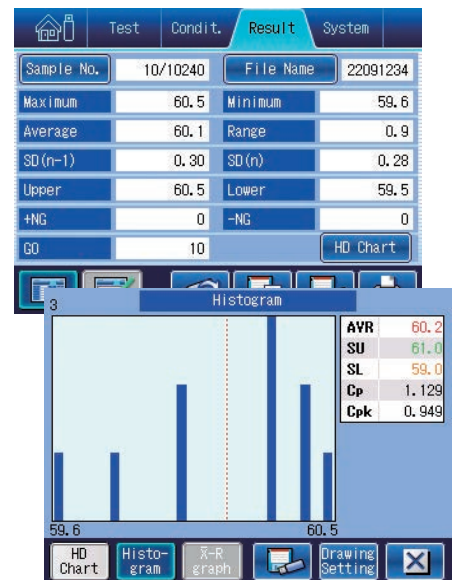 Test Condit. Result System
Sample No. 10/10240 File Name 22091234
Maximum 60.5 Minimum 59.6
Average 60.1 Range 0.9
SD(n-1) 0.30 SD(n) 0.28
Upper 60.5 Lower 59.5
+NG 0 -NG 0
GO 10 HD Chart
3 Histogram
AVR 60.2
SU 61.0
SL 59.0
Cp 1.129
Cpk 0.949
59.6 60.5
HD Chart Histo-gram X̄-R graph Drawing Setting